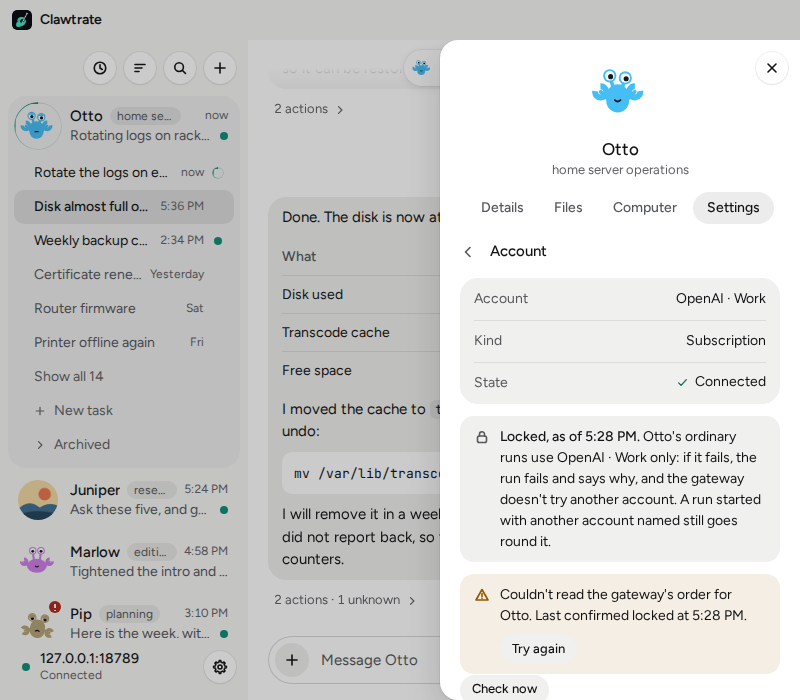 Clawtrate
Otto home se... now
Rotating logs on rack...
Rotate the logs on e... now
Disk almost full o... 5:36 PM
Weekly backup c... 2:34 PM
Certificate rene... Yesterday
Router firmware Sat
Printer offline again Fri
Show all 14
New task
Archived
Juniper rese... 5:24 PM
Ask these five, and g...
Marlow editi... 4:58 PM
Tightened the intro and ...
Pip planning 3:10 PM
Here is the week. wit...
127.0.0.1:18789
Connected
2 actions
Done. The disk is now at
What
Disk used
Transcode cache
Free space
I moved the cache to
undo:
mv /var/lib/transc
I will remove it in a week
did not report back, so
counters.
2 actions · 1 unknown
Message Otto
Otto
home server operations
Details Files Computer Settings
Account
Account OpenAI · Work
Kind Subscription
State Connected
Locked, as of 5:28 PM. Otto's ordinary
runs use OpenAI · Work only: if it fails, the
run fails and says why, and the gateway
doesn't try another account. A run started
with another account named still goes
round it.
Couldn't read the gateway's order for
Otto. Last confirmed locked at 5:28 PM.
Try again
Check now